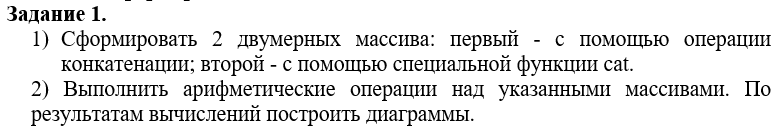 Задание 1.
1) Сформировать 2 двумерных массива: первый - с помощью операции
конкатенации; второй - с помощью специальной функции cat.
2) Выполнить арифметические операции над указанными массивами. По
результатам вычислений построить диаграммы.